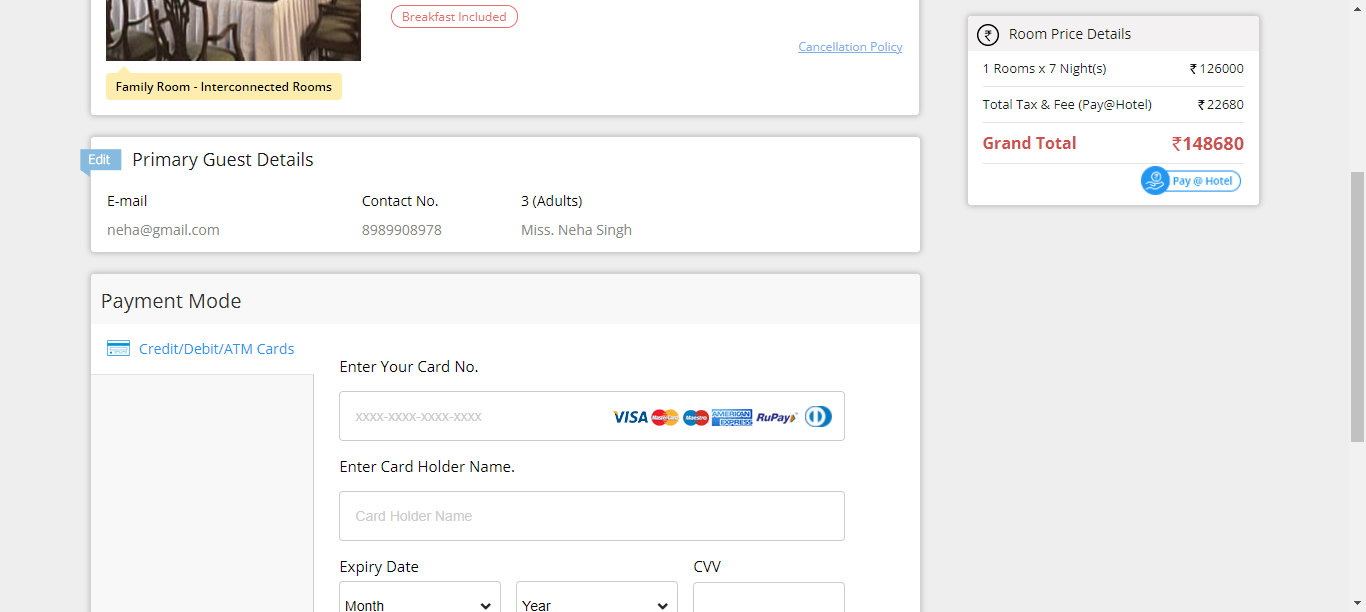 Breakfast Included
Cancellation Policy
Family Room - Interconnected Rooms
Edit
Primary Guest Details
E-mail
Contact No.
3 (Adults)
neha@gmail.com
8989908978
Miss. Neha Singh
Payment Mode
Credit/Debit/ATM Cards
Enter Your Card No.
xxxx-xxxx-xxxx-xxxx
VISA
MasterCard
Maestro
AMERICAN
EXPRESS
RuPay
Enter Card Holder Name.
Card Holder Name
Expiry Date
CVV
Month
Year
₹
Room Price Details
1 Rooms x 7 Night(s)
₹ 126000
Total Tax & Fee (Pay@Hotel)
₹ 22680
Grand Total
₹148680
Pay @ Hotel